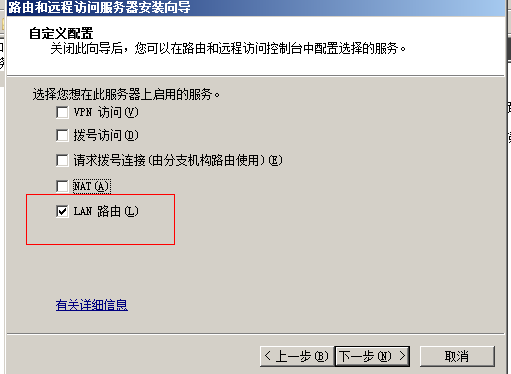 路由和远程访问服务器安装向导
自定义配置
关闭此向导后，您可以在路由和远程访问控制台中配置选择的服务。
选择您想在此服务器上启用的服务。
VPN 访问(V)
拨号访问(D)
请求拨号连接(由分支机构路由使用)(E)
NAT(A)
LAN 路由(L)
有关详细信息
< 上一步(B) 下一步(N) > 取消